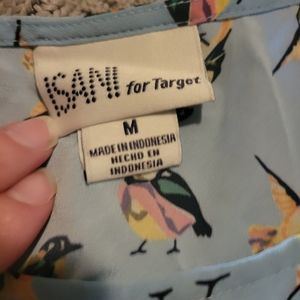 ISANI for Target
M
MADE IN INDONESIA
HECHO EN
INDONESIA